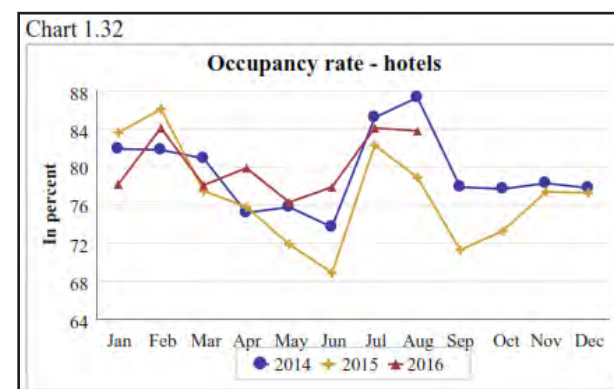 Chart 1.32
Occupancy rate - hotels
In percent
88
84
80
76
72
68
64
Jan Feb Mar Apr May Jun Jul Aug Sep Oct Nov Dec
2014 2015 2016